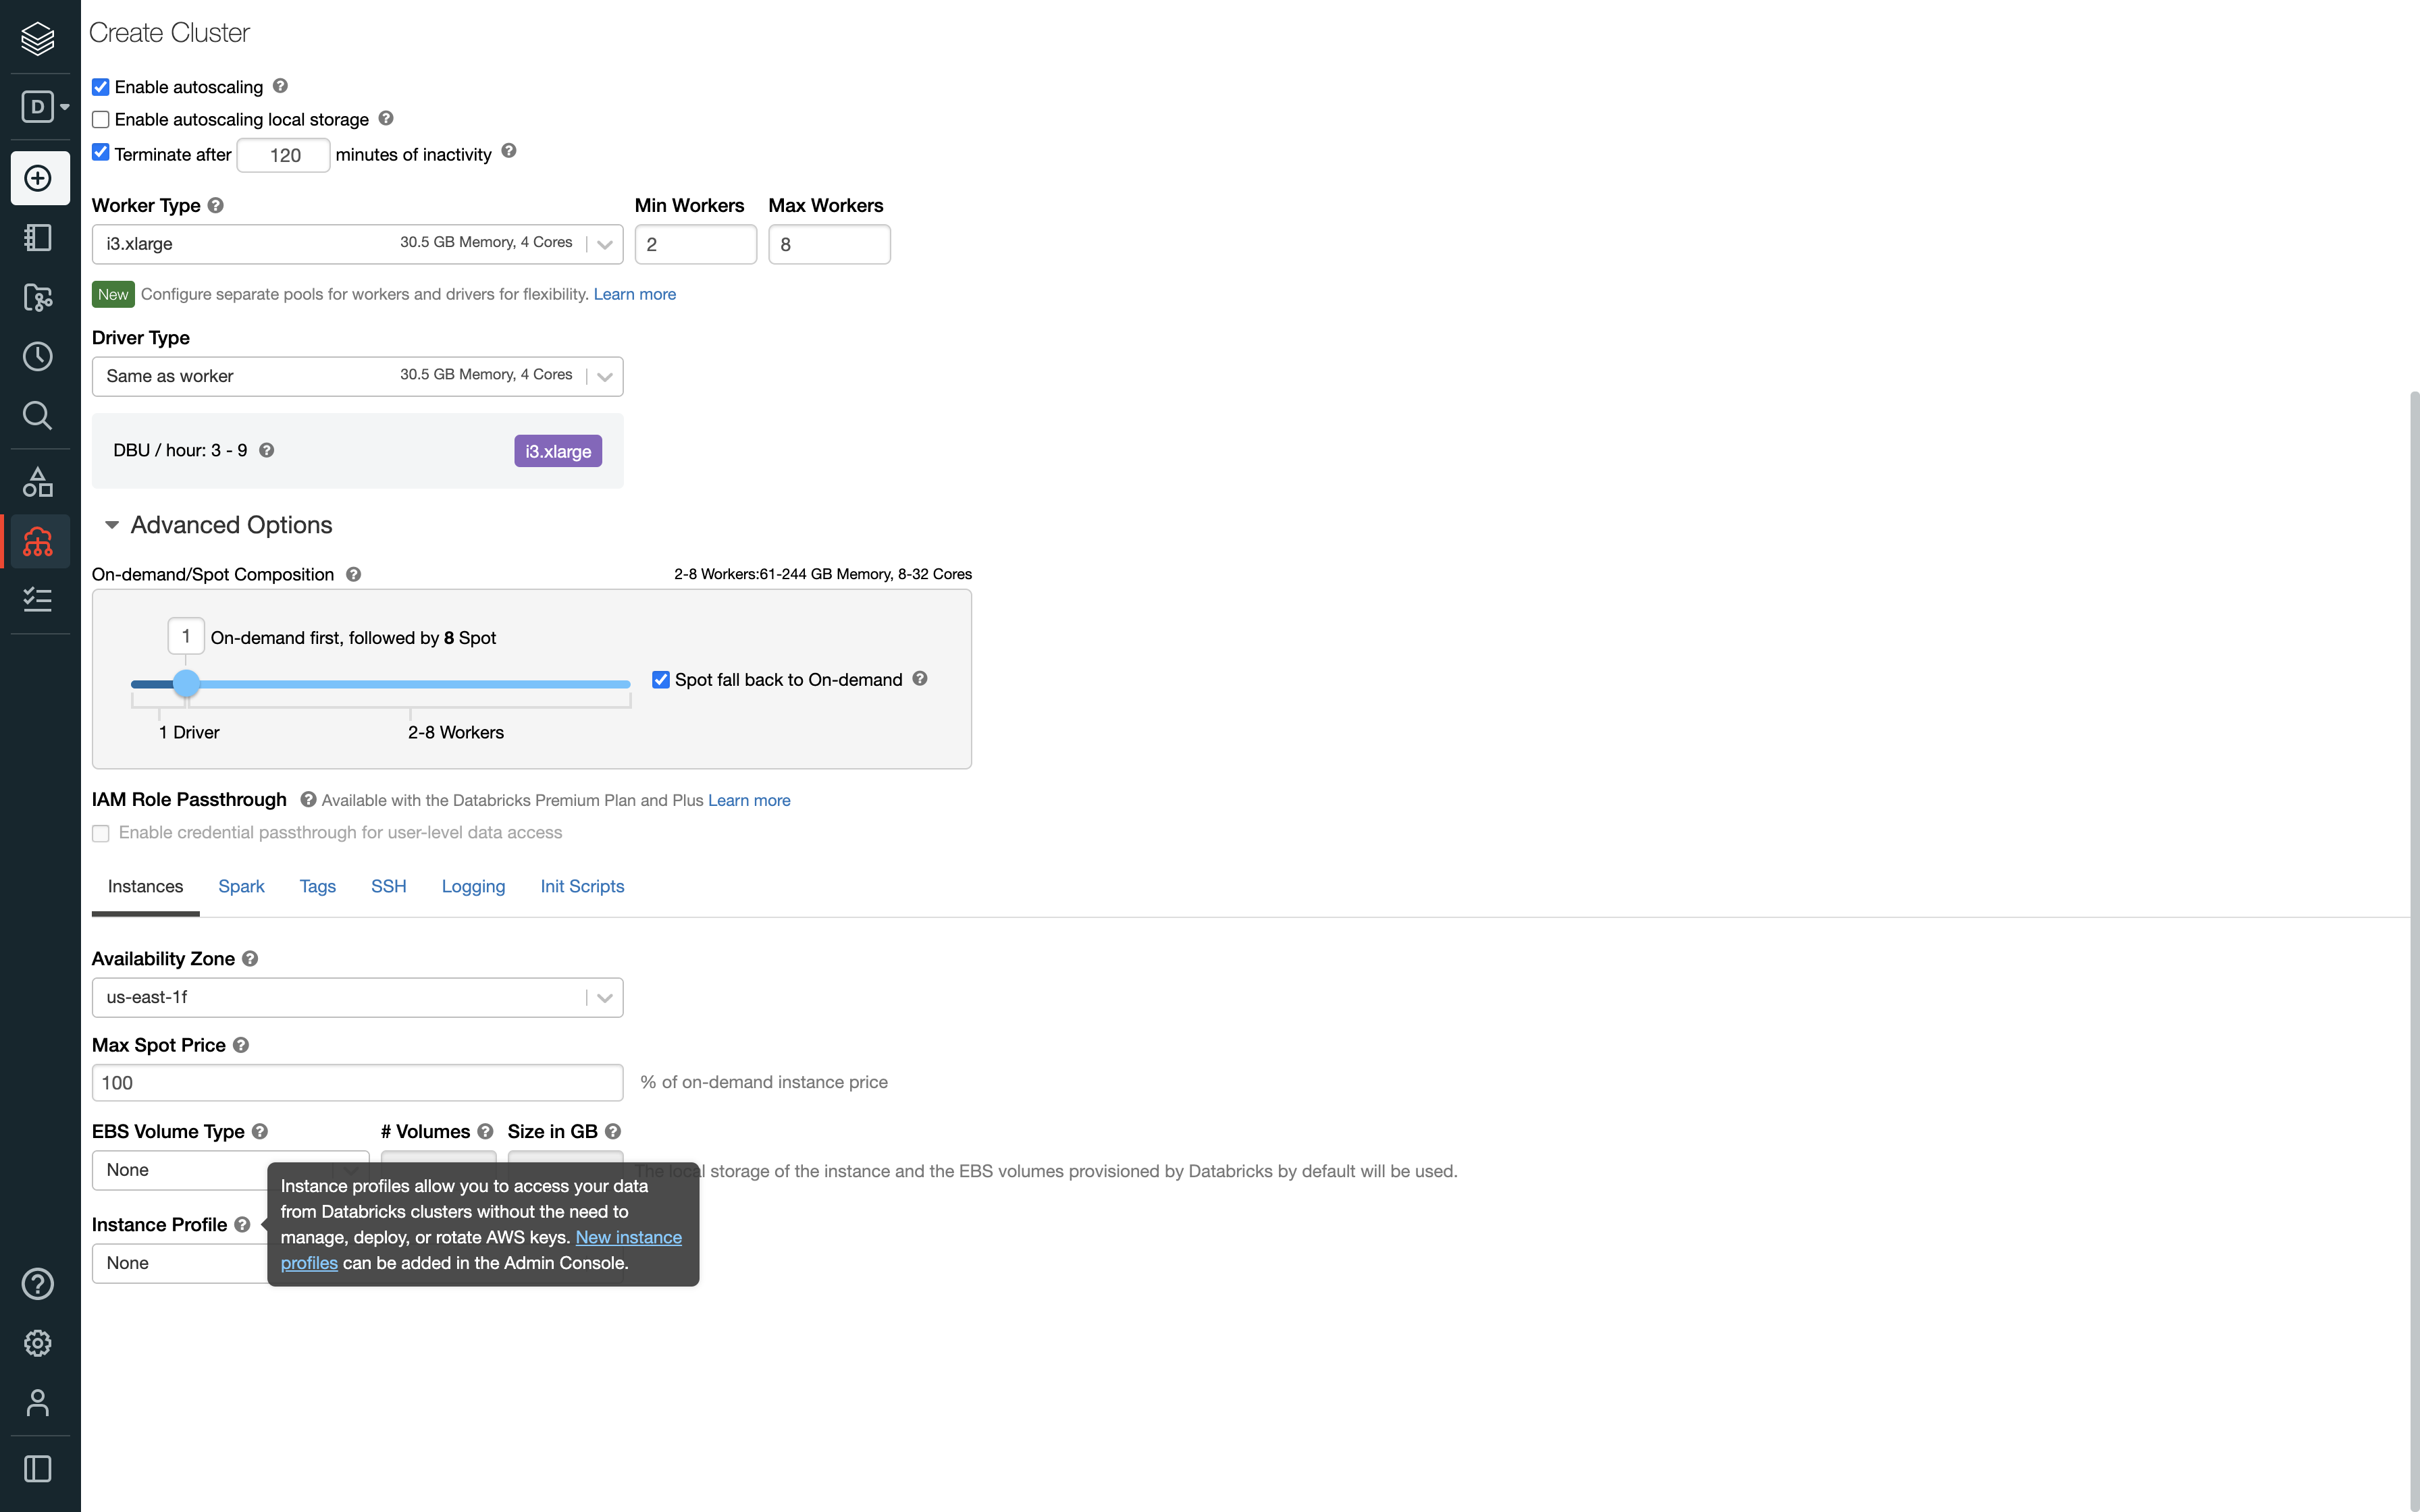 Create Cluster
D
Enable autoscaling
Enable autoscaling local storage
Terminate after 120 minutes of inactivity
Worker Type Min Workers Max Workers
i3.xlarge 30.5 GB Memory, 4 Cores 2 8
New Configure separate pools for workers and drivers for flexibility. Learn more
Driver Type
Same as worker 30.5 GB Memory, 4 Cores
DBU / hour: 3 - 9 i3.xlarge
Advanced Options
On-demand/Spot Composition 2-8 Workers:61-244 GB Memory, 8-32 Cores
1 On-demand first, followed by 8 Spot
Spot fall back to On-demand
1 Driver 2-8 Workers
IAM Role Passthrough Available with the Databricks Premium Plan and Plus Learn more
Enable credential passthrough for user-level data access
Instances Spark Tags SSH Logging Init Scripts
Availability Zone
us-east-1f
Max Spot Price
100 % of on-demand instance price
EBS Volume Type # Volumes Size in GB
None The local storage of the instance and the EBS volumes provisioned by Databricks by default will be used.
Instance Profile
None
Instance profiles allow you to access your data
from Databricks clusters without the need to
manage, deploy, or rotate AWS keys. New instance
profiles can be added in the Admin Console.